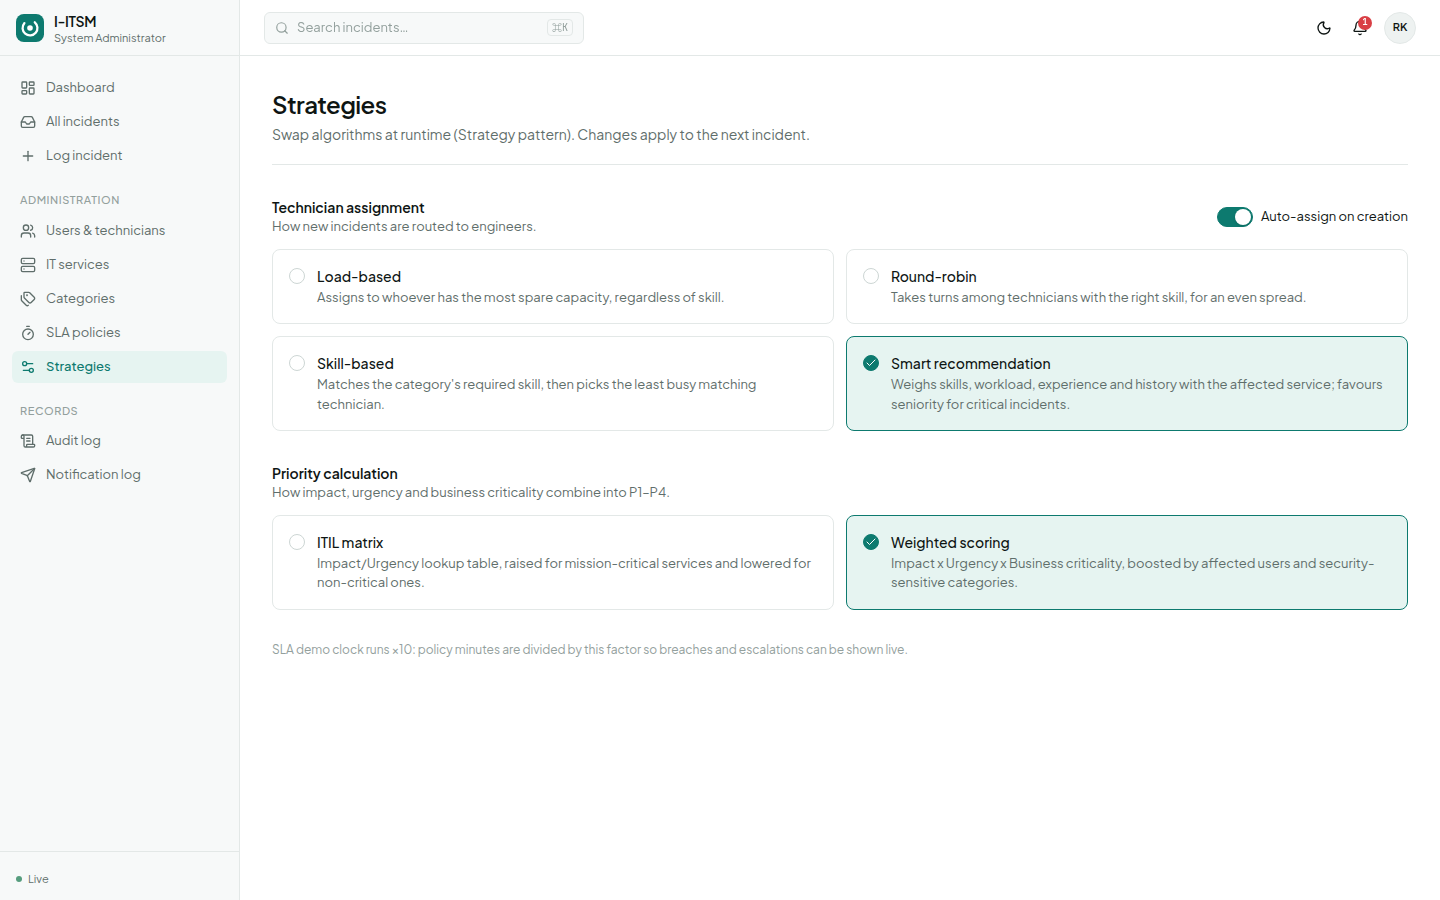 I-ITSM
System Administrator
Search incidents...
⌘K
1
RK
Dashboard
All incidents
Log incident
ADMINISTRATION
Users & technicians
IT services
Categories
SLA policies
Strategies
RECORDS
Audit log
Notification log
Live
Strategies
Swap algorithms at runtime (Strategy pattern). Changes apply to the next incident.
Technician assignment
How new incidents are routed to engineers.
Auto-assign on creation
Load-based
Assigns to whoever has the most spare capacity, regardless of skill.
Round-robin
Takes turns among technicians with the right skill, for an even spread.
Skill-based
Matches the category's required skill, then picks the least busy matching
technician.
Smart recommendation
Weighs skills, workload, experience and history with the affected service; favours
seniority for critical incidents.
Priority calculation
How impact, urgency and business criticality combine into P1–P4.
ITIL matrix
Impact/Urgency lookup table, raised for mission-critical services and lowered for
non-critical ones.
Weighted scoring
Impact x Urgency x Business criticality, boosted by affected users and security-
sensitive categories.
SLA demo clock runs ×10: policy minutes are divided by this factor so breaches and escalations can be shown live.